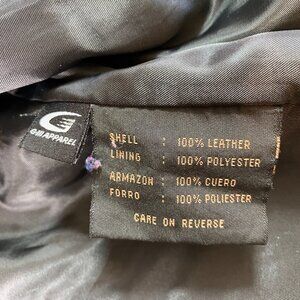 G-III APPAREL
SHELL : 100% LEATHER
LINING : 100% POLYESTER
ARMAZON : 100% CUERO
FORRO : 100% POLIESTER
CARE ON REVERSE